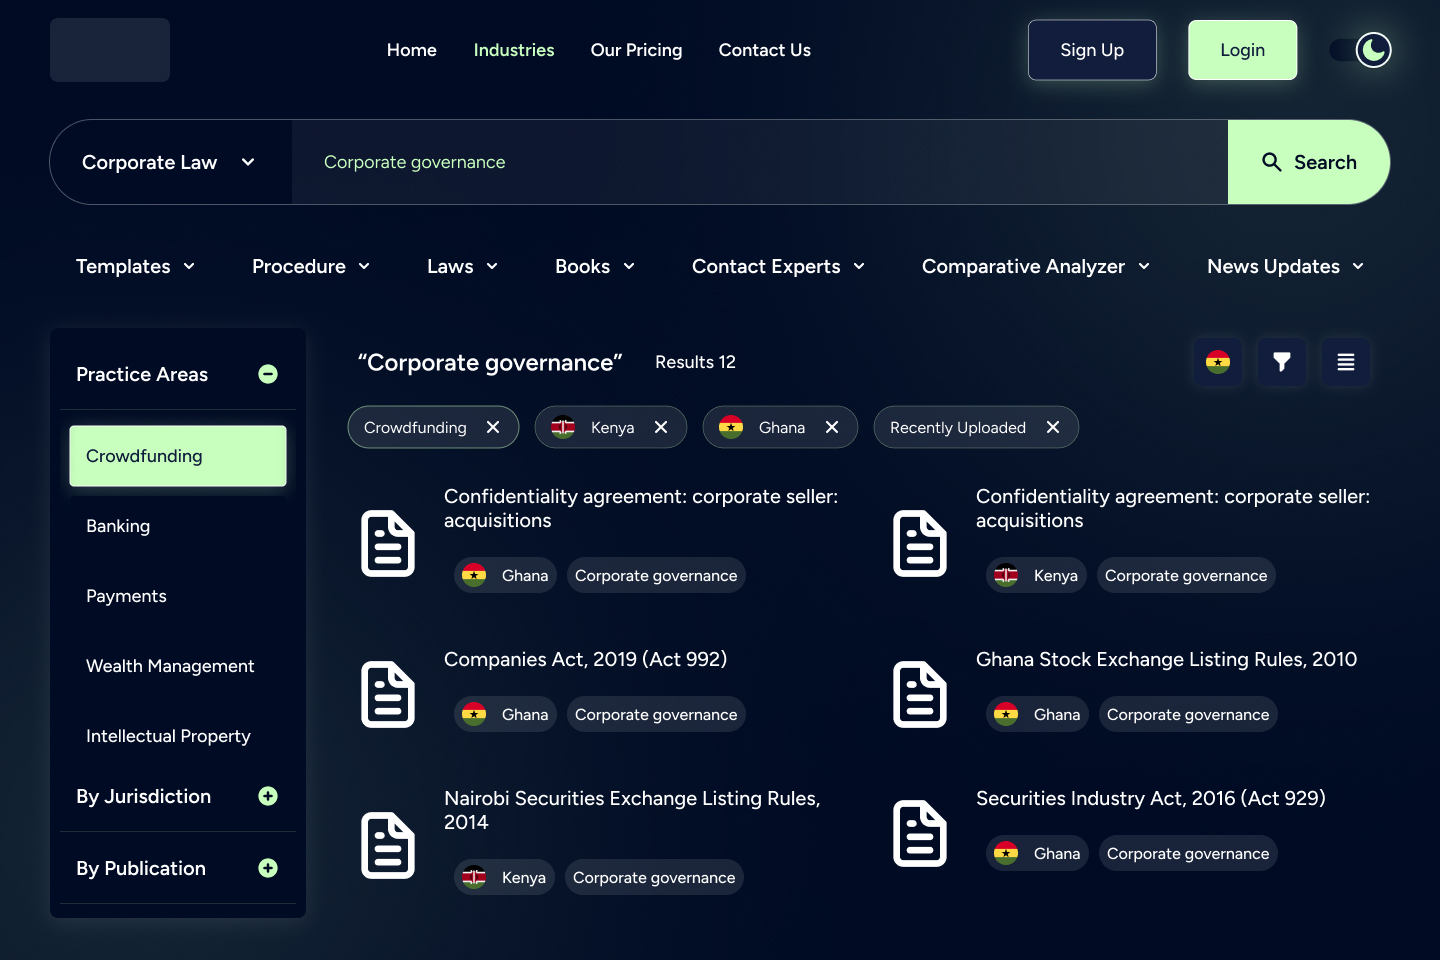 Home
Industries
Our Pricing
Contact Us
Sign Up
Login
Corporate Law
Corporate governance
Search
Templates
Procedure
Laws
Books
Contact Experts
Comparative Analyzer
News Updates
Practice Areas
Crowdfunding
Banking
Payments
Wealth Management
Intellectual Property
By Jurisdiction
By Publication
“Corporate governance”
Results 12
Crowdfunding
Kenya
Ghana
Recently Uploaded
Confidentiality agreement: corporate seller:
acquisitions
Ghana
Corporate governance
Confidentiality agreement: corporate seller:
acquisitions
Kenya
Corporate governance
Companies Act, 2019 (Act 992)
Ghana
Corporate governance
Ghana Stock Exchange Listing Rules, 2010
Ghana
Corporate governance
Nairobi Securities Exchange Listing Rules,
2014
Kenya
Corporate governance
Securities Industry Act, 2016 (Act 929)
Ghana
Corporate governance